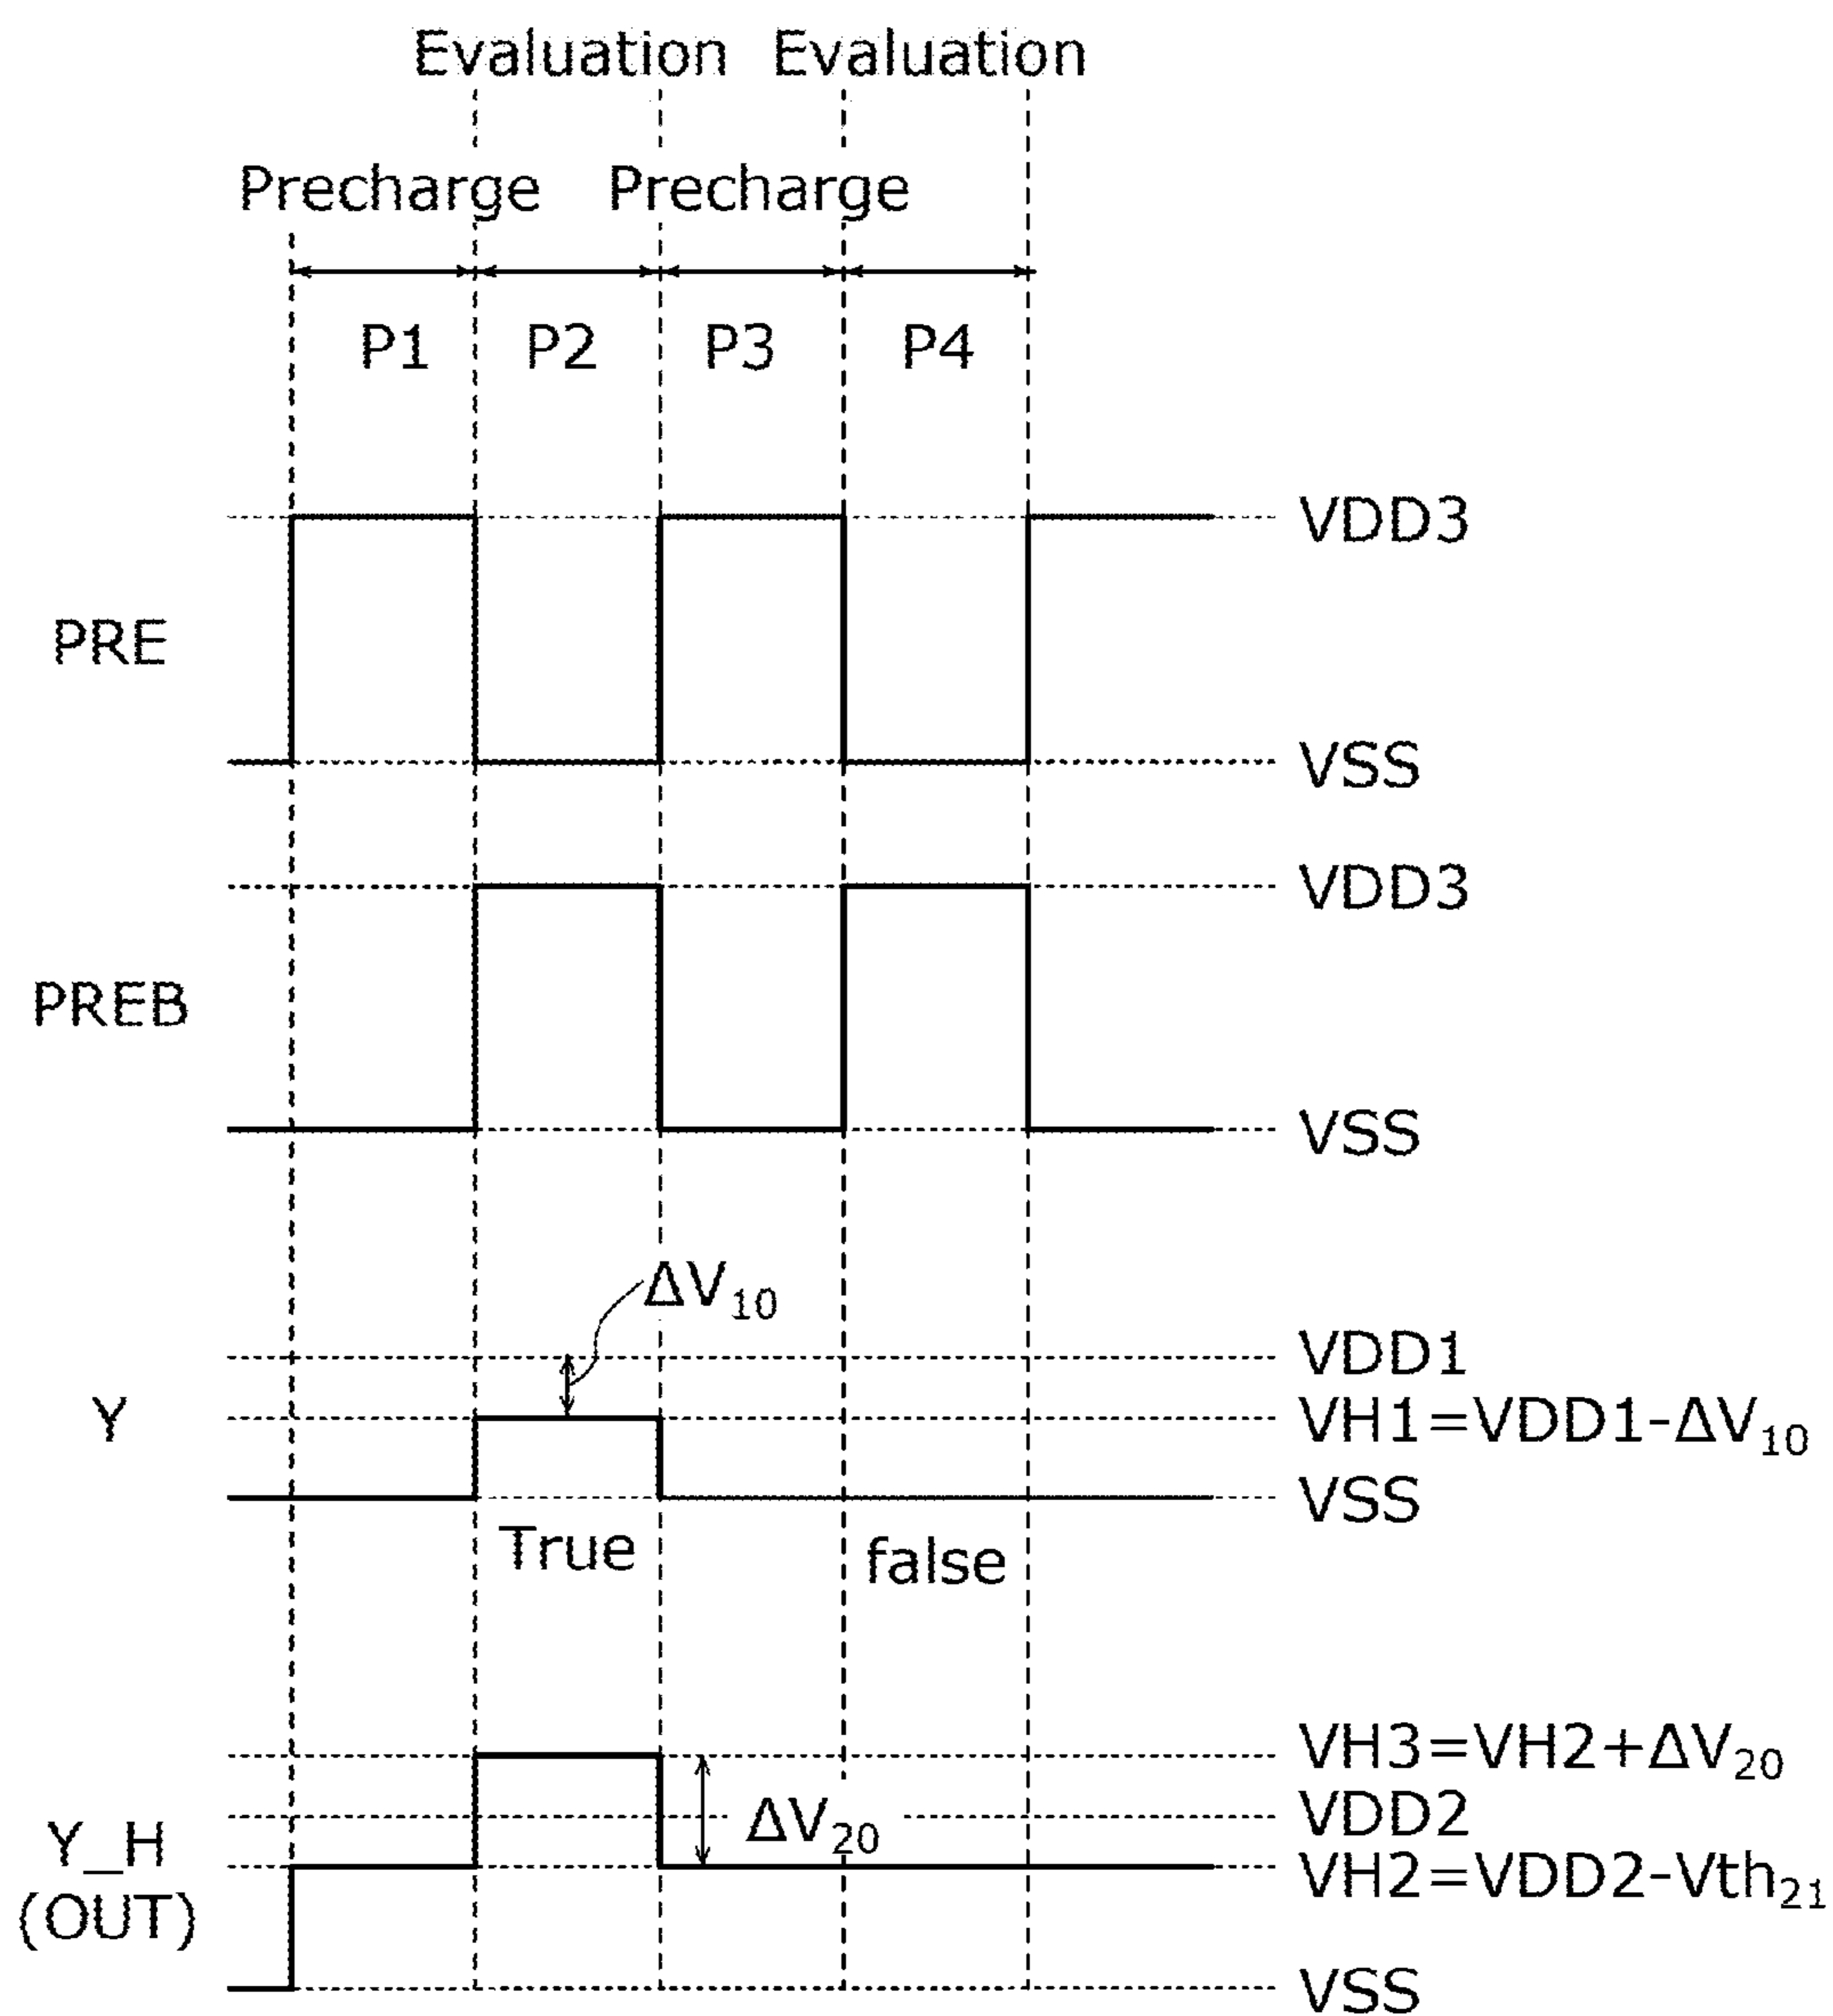 Evaluation Evaluation
Precharge Precharge
P1 P2 P3 P4
VDD3
PRE
VSS
VDD3
PREB
VSS
ΔV₁₀
VDD1
Y VH1=VDD1-ΔV₁₀
VSS
True false
VH3=VH2+ΔV₂₀
ΔV₂₀ VDD2
Y_H VH2=VDD2-Vth₂₁
(OUT)
VSS